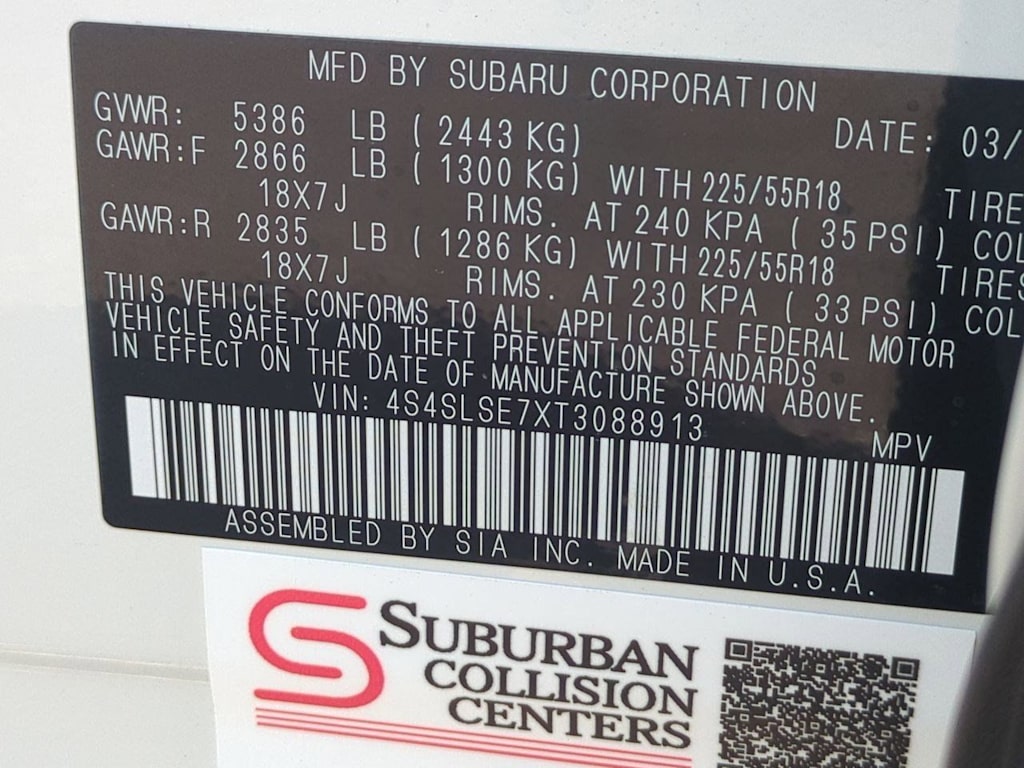 MFD BY SUBARU CORPORATION
GVWR: 5386 LB ( 2443 KG) DATE: 03/
GAWR:F 2866 LB ( 1300 KG) WITH 225/55R18 TIRE
18X7J RIMS. AT 240 KPA ( 35 PSI) COL
GAWR:R 2835 LB ( 1286 KG) WITH 225/55R18 TIRES
18X7J RIMS. AT 230 KPA ( 33 PSI) COL
THIS VEHICLE CONFORMS TO ALL APPLICABLE FEDERAL MOTOR
VEHICLE SAFETY AND THEFT PREVENTION STANDARDS
IN EFFECT ON THE DATE OF MANUFACTURE SHOWN ABOVE.
VIN: 4S4SLSE7XT3088913 MPV
ASSEMBLED BY SIA INC. MADE IN U.S.A.
SUBURBAN
COLLISION
CENTERS